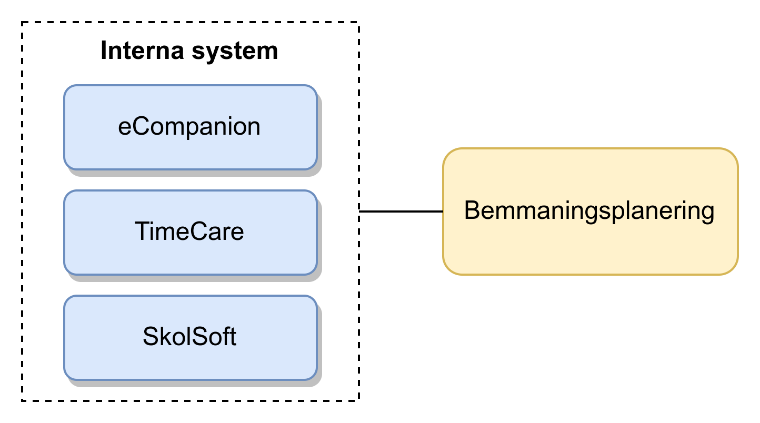 Interna system
eCompanion
TimeCare
SkolSoft
Bemmaningsplanering